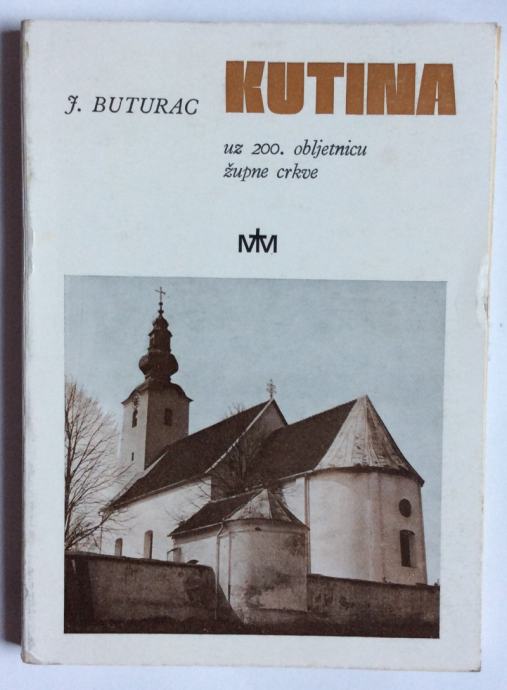 J. BUTURAC
KUTINA
uz 200. obljetnicu
župne crkve